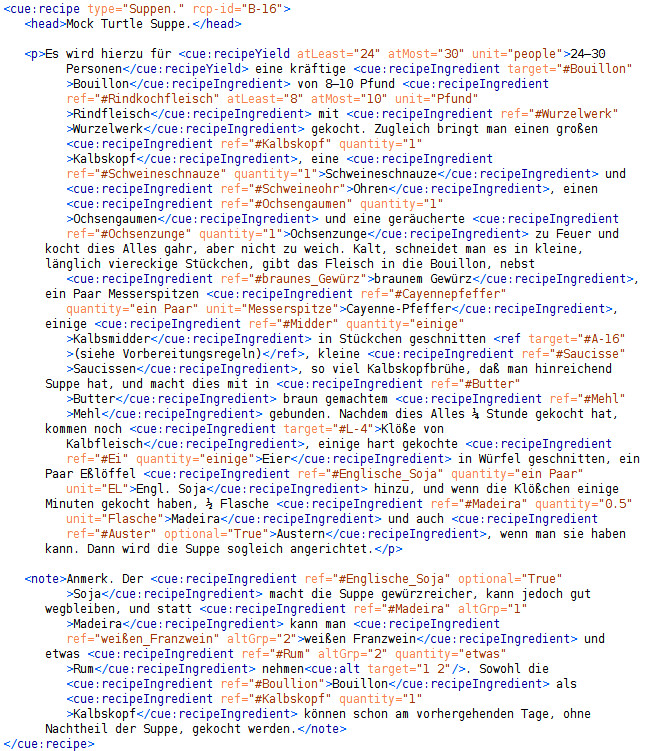 <cue:recipe type="Suppen." rcp-id="B-16">
<head>Mock Turtle Suppe.</head>
<p>Es wird hierzu für <cue:recipeYield atLeast="24" atMost="30" unit="people">24–30
Personen</cue:recipeYield> eine kräftige <cue:recipeIngredient target="#Bouillon"
>Bouillon</cue:recipeIngredient> von 8–10 Pfund <cue:recipeIngredient
ref="#Rindkochfleisch" atLeast="8" atMost="10" unit="Pfund"
>Rindfleisch</cue:recipeIngredient> mit <cue:recipeIngredient ref="#Wurzelwerk"
>Wurzelwerk</cue:recipeIngredient> gekocht. Zugleich bringt man einen großen
<cue:recipeIngredient ref="#Kalbskopf" quantity="1"
>Kalbskopf</cue:recipeIngredient>, eine <cue:recipeIngredient
ref="#Schweineschnauze" quantity="1">Schweineschnauze</cue:recipeIngredient> und
<cue:recipeIngredient ref="#Schweineohr">Ohren</cue:recipeIngredient>, einen
<cue:recipeIngredient ref="#Ochsengaumen" quantity="1"
>Ochsengaumen</cue:recipeIngredient> und eine geräucherte <cue:recipeIngredient
ref="#Ochsenzunge" quantity="1">Ochsenzunge</cue:recipeIngredient> zu Feuer und
kocht dies Alles gahr, aber nicht zu weich. Kalt, schneidet man es in kleine,
länglich viereckige Stückchen, gibt das Fleisch in die Bouillon, nebst
<cue:recipeIngredient ref="#braunes_Gewürz">braunem Gewürz</cue:recipeIngredient>,
ein Paar Messerspitzen <cue:recipeIngredient ref="#Cayennepfeffer"
quantity="ein Paar" unit="Messerspitze">Cayenne-Pfeffer</cue:recipeIngredient>,
einige <cue:recipeIngredient ref="#Midder" quantity="einige"
>Kalbsmidder</cue:recipeIngredient> in Stückchen geschnitten <ref target="#A-16"
>(siehe Vorbereitungsregeln)</ref>, kleine <cue:recipeIngredient ref="#Saucisse"
>Saucissen</cue:recipeIngredient>, so viel Kalbskopfbrühe, daß man hinreichend
Suppe hat, und macht dies mit in <cue:recipeIngredient ref="#Butter"
>Butter</cue:recipeIngredient> braun gemachtem <cue:recipeIngredient ref="#Mehl"
>Mehl</cue:recipeIngredient> gebunden. Nachdem dies Alles ¼ Stunde gekocht hat,
kommen noch <cue:recipeIngredient target="#L-4">Klöße von
Kalbfleisch</cue:recipeIngredient>, einige hart gekochte <cue:recipeIngredient
ref="#Ei" quantity="einige">Eier</cue:recipeIngredient> in Würfel geschnitten, ein
Paar Eßlöffel <cue:recipeIngredient ref="#Englische_Soja" quantity="ein Paar"
unit="EL">Engl. Soja</cue:recipeIngredient> hinzu, und wenn die Klößchen einige
Minuten gekocht haben, ½ Flasche <cue:recipeIngredient ref="#Madeira" quantity="0.5"
unit="Flasche">Madeira</cue:recipeIngredient> und auch <cue:recipeIngredient
ref="#Auster" optional="True">Austern</cue:recipeIngredient>, wenn man sie haben
kann. Dann wird die Suppe sogleich angerichtet.</p>
<note>Anmerk. Der <cue:recipeIngredient ref="#Englische_Soja" optional="True"
>Soja</cue:recipeIngredient> macht die Suppe gewürzreicher, kann jedoch gut
wegbleiben, und statt <cue:recipeIngredient ref="#Madeira" altGrp="1"
>Madeira</cue:recipeIngredient> kann man <cue:recipeIngredient
ref="weißen_Franzwein" altGrp="2">weißen Franzwein</cue:recipeIngredient> und
etwas <cue:recipeIngredient ref="#Rum" altGrp="2" quantity="etwas"
>Rum</cue:recipeIngredient> nehmen<cue:alt target="1 2"/>. Sowohl die
<cue:recipeIngredient ref="#Boullion">Bouillon</cue:recipeIngredient> als
<cue:recipeIngredient ref="#Kalbskopf" quantity="1"
>Kalbskopf</cue:recipeIngredient> können schon am vorhergehenden Tage, ohne
Nachtheil der Suppe, gekocht werden.</note>
</cue:recipe>